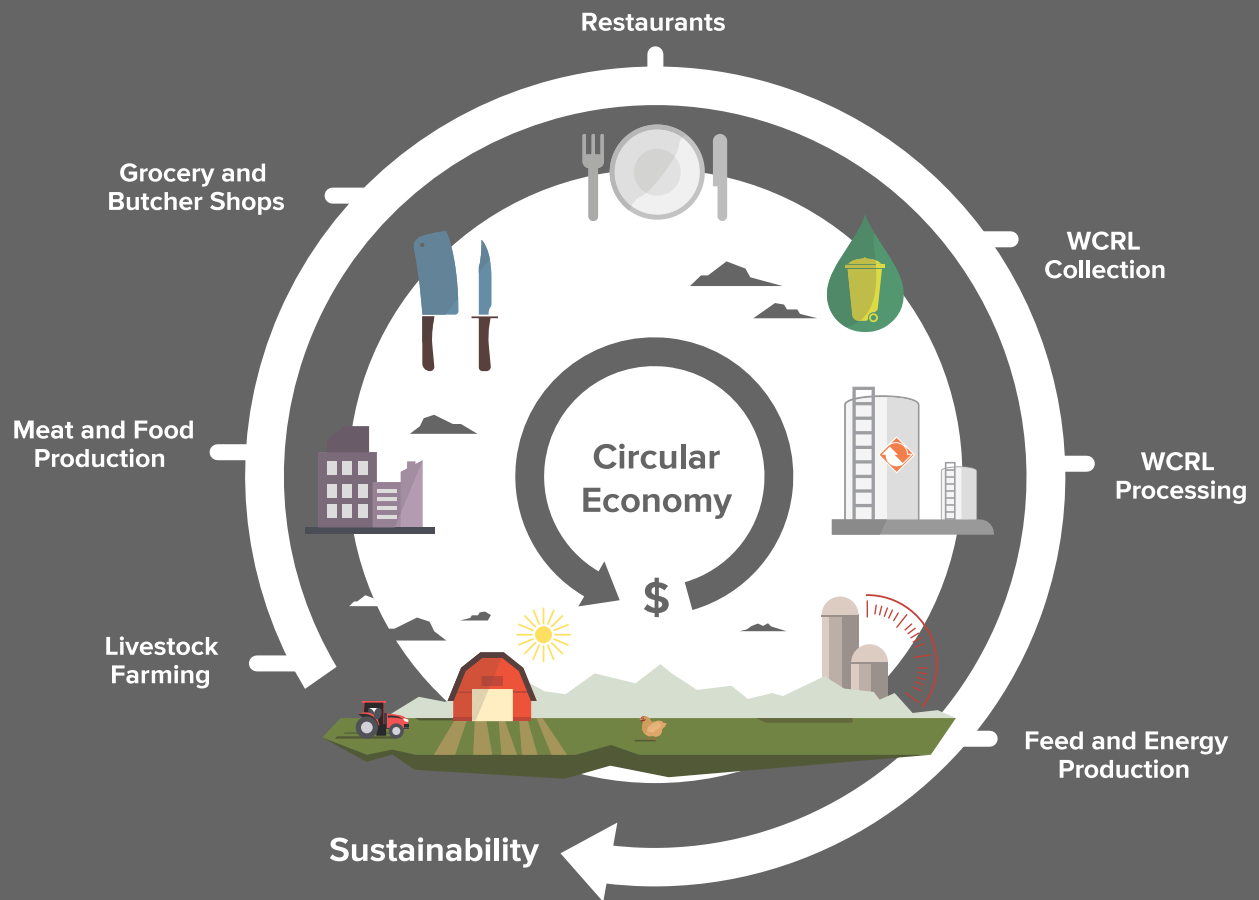 Restaurants
Grocery and
Butcher Shops
WCRL
Collection
Meat and Food
Production
Circular
Economy
WCRL
Processing
$
Livestock
Farming
Feed and Energy
Production
Sustainability